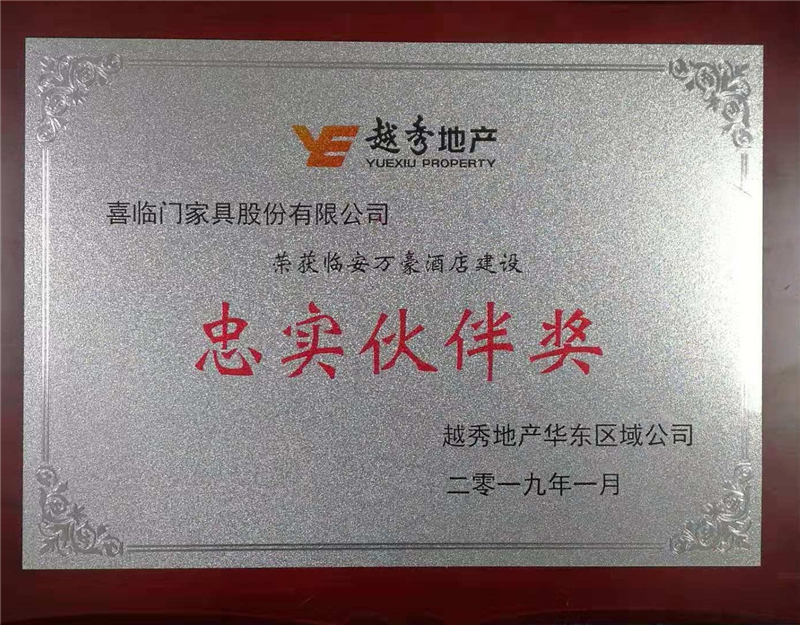 YE 越秀地产
YUEXIU PROPERTY
喜临门家具股份有限公司
荣获临安万豪酒店建设
忠实伙伴奖
越秀地产华东区域公司
二零一九年一月